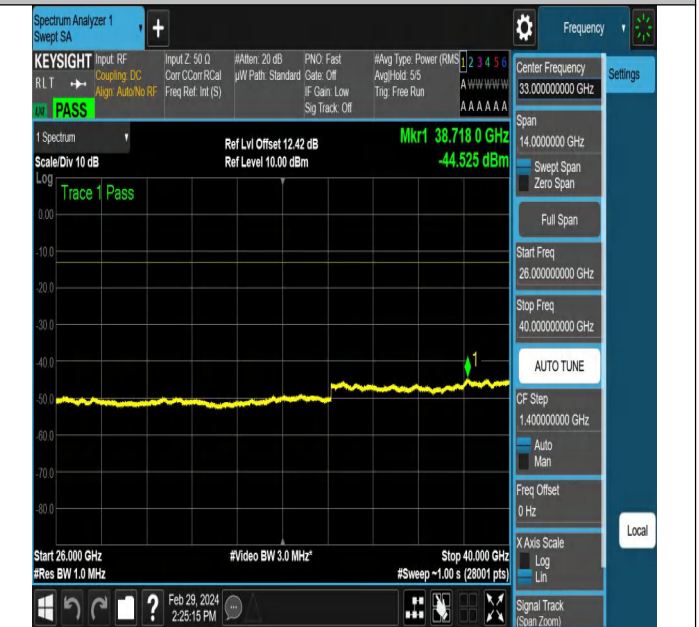 Spectrum Analyzer 1
Swept SA
Frequency
KEYSIGHT
RLT
PASS
Input: RF
Coupling: DC
Align: Auto/No RF
Input Z: 50 Ω
Corr CCorr RCal
Freq Ref: Int (S)
#Atten: 20 dB
µW Path: Standard
PNO: Fast
Gate: Off
IF Gain: Low
Sig Track: Off
#Avg Type: Power (RMS
Avg|Hold: 5/5
Trig: Free Run
1 2 3 4 5 6
A W W W W W
A A A A A A
1 Spectrum
Scale/Div 10 dB
Log
Ref Lvl Offset 12.42 dB
Ref Level 10.00 dBm
Mkr1 38.718 0 GHz
-44.525 dBm
Trace 1 Pass
0.00
-10.0
-20.0
-30.0
-40.0
-50.0
-60.0
-70.0
-80.0
1
Start 26.000 GHz
#Res BW 1.0 MHz
#Video BW 3.0 MHz*
Stop 40.000 GHz
#Sweep ~1.00 s (28001 pts)
Feb 29, 2024
2:25:15 PM
Center Frequency
33.000000000 GHz
Span
14.0000000 GHz
Swept Span
Zero Span
Full Span
Start Freq
26.000000000 GHz
Stop Freq
40.000000000 GHz
AUTO TUNE
CF Step
1.400000000 GHz
Auto
Man
Freq Offset
0 Hz
X Axis Scale
Log
Lin
Signal Track
(Span Zoom)
Settings
Local